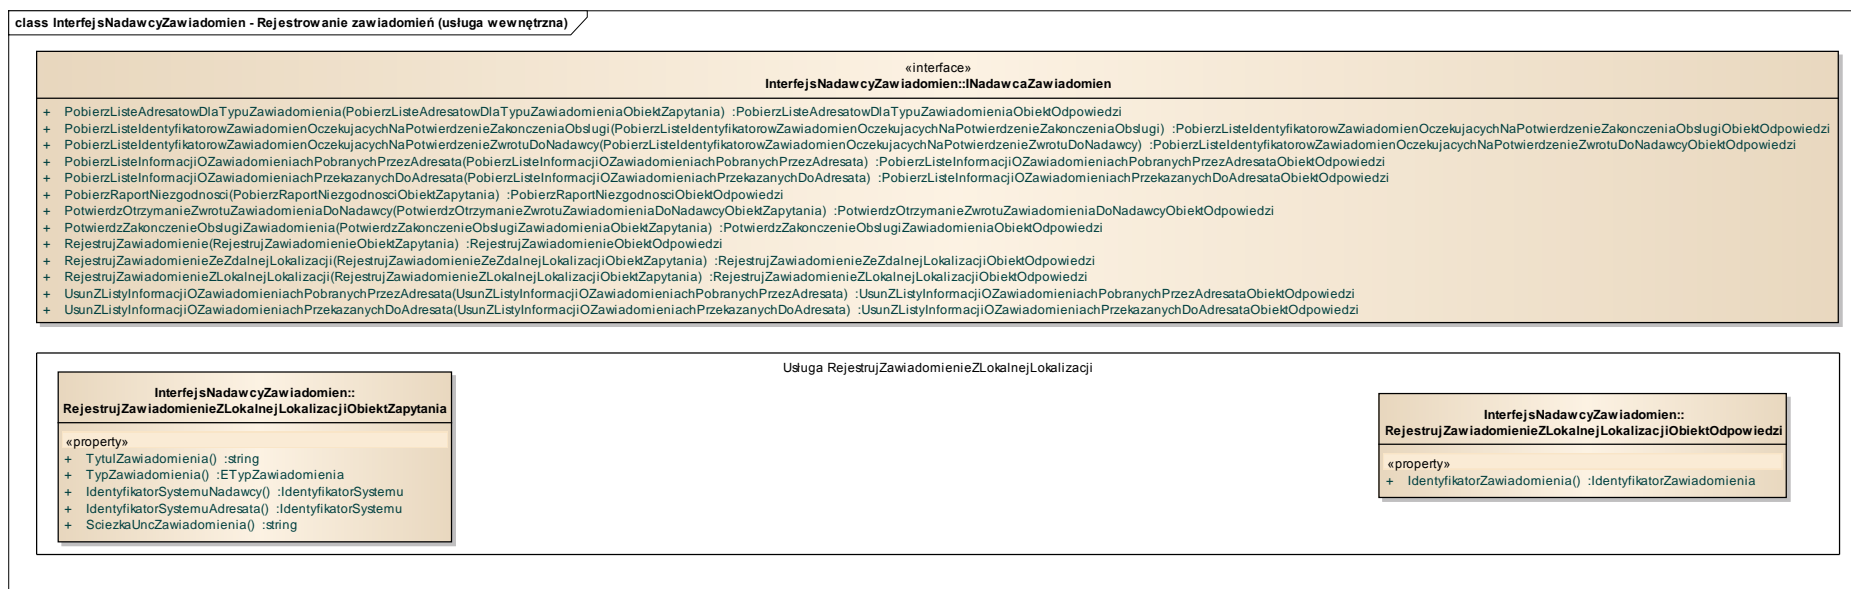 class InterfejsNadawcyZawiadomien - Rejestrowanie zawiadomień (usługa wewnętrzna)
«interface»
InterfejsNadawcyZawiadomien::INadawcaZawiadomien
+ PobierzListeAdresatowDlaTypuZawiadomienia(PobierzListeAdresatowDlaTypuZawiadomieniaObiektZapytania) :PobierzListeAdresatowDlaTypuZawiadomieniaObiektOdpowiedzi
+ PobierzListeIdentyfikatorowZawiadomienOczekujacychNaPotwierdzenieZakonczeniaObslugi(PobierzListeIdentyfikatorowZawiadomienOczekujacychNaPotwierdzenieZakonczeniaObslugi) :PobierzListeIdentyfikatorowZawiadomienOczekujacychNaPotwierdzenieZakonczeniaObslugiObiektOdpowiedzi
+ PobierzListeIdentyfikatorowZawiadomienOczekujacychNaPotwierdzenieZwrotuDoNadawcy(PobierzListeIdentyfikatorowZawiadomienOczekujacychNaPotwierdzenieZwrotuDoNadawcy) :PobierzListeIdentyfikatorowZawiadomienOczekujacychNaPotwierdzenieZwrotuDoNadawcyObiektOdpowiedzi
+ PobierzListeInformacjiOZawiadomieniachPobranychPrzezAdresata(PobierzListeInformacjiOZawiadomieniachPobranychPrzezAdresata) :PobierzListeInformacjiOZawiadomieniachPobranychPrzezAdresataObiektOdpowiedzi
+ PobierzListeInformacjiOZawiadomieniachPrzekazanychDoAdresata(PobierzListeInformacjiOZawiadomieniachPrzekazanychDoAdresata) :PobierzListeInformacjiOZawiadomieniachPrzekazanychDoAdresataObiektOdpowiedzi
+ PobierzRaportNiezgodnosci(PobierzRaportNiezgodnosciObiektZapytania) :PobierzRaportNiezgodnosciObiektOdpowiedzi
+ PotwierdzOtrzymanieZwrotuZawiadomieniaDoNadawcy(PotwierdzOtrzymanieZwrotuZawiadomieniaDoNadawcyObiektZapytania) :PotwierdzOtrzymanieZwrotuZawiadomieniaDoNadawcyObiektOdpowiedzi
+ PotwierdzZakonczenieObslugiZawiadomienia(PotwierdzZakonczenieObslugiZawiadomieniaObiektZapytania) :PotwierdzZakonczenieObslugiZawiadomieniaObiektOdpowiedzi
+ RejestrujZawiadomienie(RejestrujZawiadomienieObiektZapytania) :RejestrujZawiadomienieObiektOdpowiedzi
+ RejestrujZawiadomienieZeZdalnejLokalizacji(RejestrujZawiadomienieZeZdalnejLokalizacjiObiektZapytania) :RejestrujZawiadomienieZeZdalnejLokalizacjiObiektOdpowiedzi
+ RejestrujZawiadomienieZLokalnejLokalizacji(RejestrujZawiadomienieZLokalnejLokalizacjiObiektZapytania) :RejestrujZawiadomienieZLokalnejLokalizacjiObiektOdpowiedzi
+ UsunZListyInformacjiOZawiadomieniachPobranychPrzezAdresata(UsunZListyInformacjiOZawiadomieniachPobranychPrzezAdresata) :UsunZListyInformacjiOZawiadomieniachPobranychPrzezAdresataObiektOdpowiedzi
+ UsunZListyInformacjiOZawiadomieniachPrzekazanychDoAdresata(UsunZListyInformacjiOZawiadomieniachPrzekazanychDoAdresata) :UsunZListyInformacjiOZawiadomieniachPrzekazanychDoAdresataObiektOdpowiedzi
Usługa RejestrujZawiadomienieZLokalnejLokalizacji
InterfejsNadawcyZawiadomien::
RejestrujZawiadomienieZLokalnejLokalizacjiObiektZapytania
«property»
+ TytulZawiadomienia() :string
+ TypZawiadomienia() :ETypZawiadomienia
+ IdentyfikatorSystemuNadawcy() :IdentyfikatorSystemu
+ IdentyfikatorSystemuAdresata() :IdentyfikatorSystemu
+ SciezkaUncZawiadomienia() :string
InterfejsNadawcyZawiadomien::
RejestrujZawiadomienieZLokalnejLokalizacjiObiektOdpowiedzi
«property»
+ IdentyfikatorZawiadomienia() :IdentyfikatorZawiadomienia